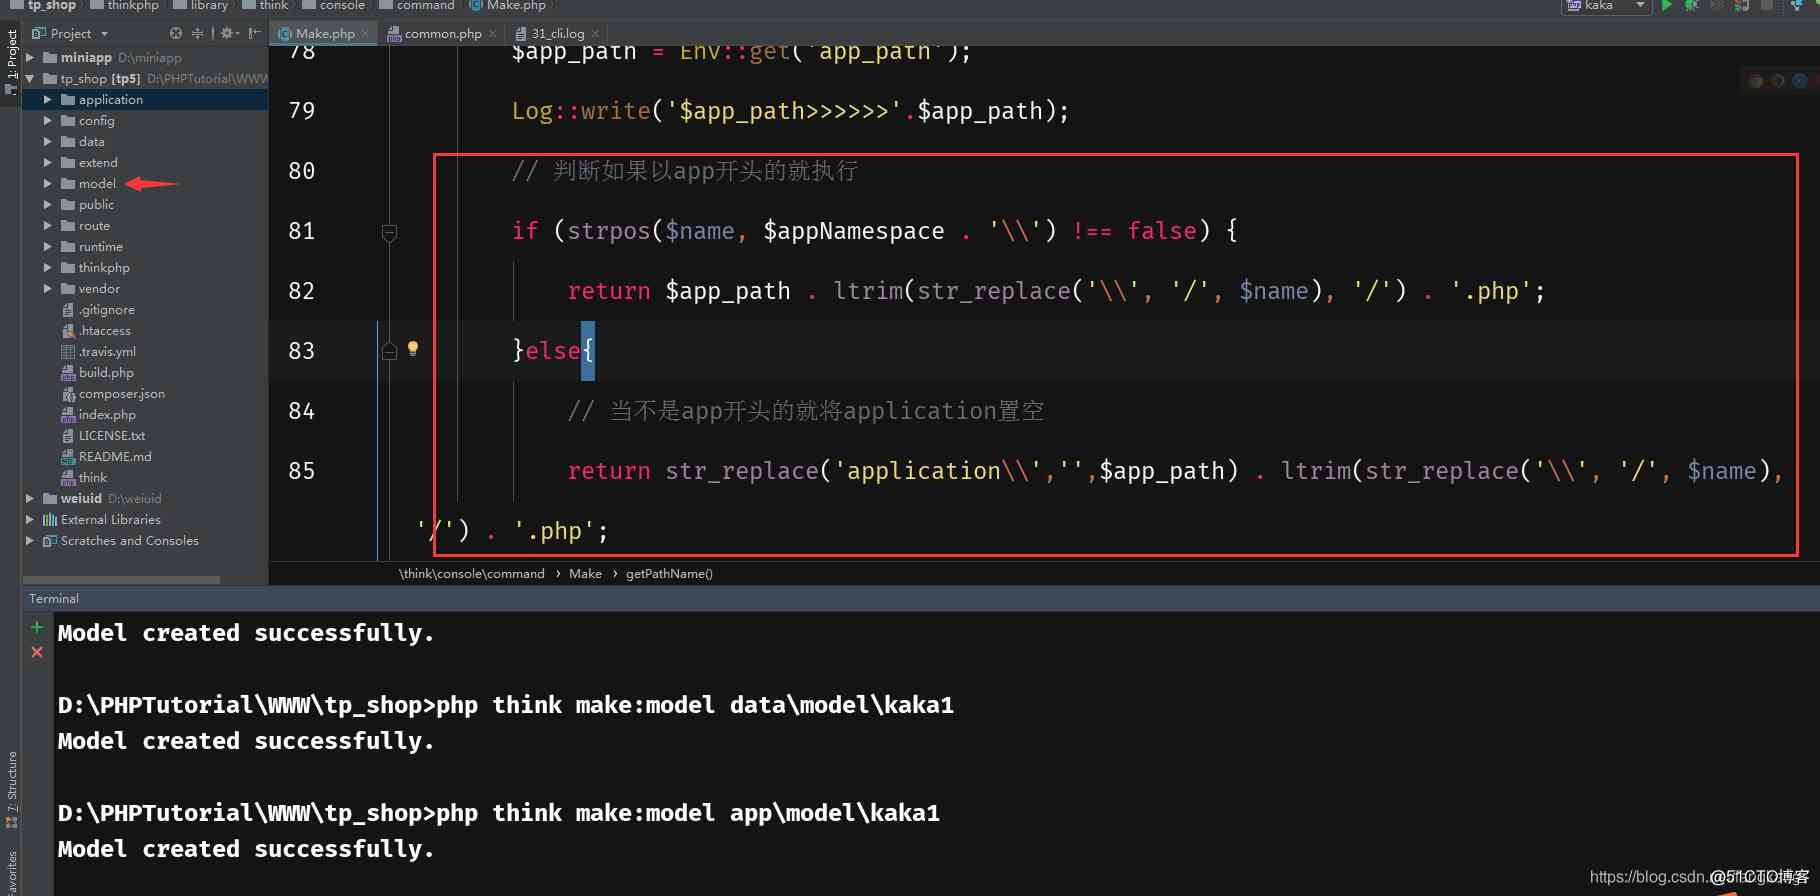 tp_shop thinkphp library think console command Make.php
kaka
1: Project
Project
Make.php common.php 31_cli.log
miniapp D:\miniapp
tp_shop [tp5] D:\PHPTutorial\WWW
application
config
data
extend
model
public
route
runtime
thinkphp
vendor
.gitignore
.htaccess
.travis.yml
build.php
composer.json
index.php
LICENSE.txt
README.md
think
weiuid D:\weiuid
External Libraries
Scratches and Consoles
78 $app_path = Env::get('app_path');
79 Log::write('$app_path>>>>>>'.$app_path);
80 // 判断如果以app开头的就执行
81 if (strpos($name, $appNamespace . '\\') !== false) {
82 return $app_path . ltrim(str_replace('\\', '/', $name), '/') . '.php';
83 }else{
84 // 当不是app开头的就将application置空
85 return str_replace('application\\','',$app_path) . ltrim(str_replace('\\', '/', $name),
'/') . '.php';
\think\console\command › Make › getPathName()
Terminal
Model created successfully.
D:\PHPTutorial\WWW\tp_shop>php think make:model data\model\kaka1
Model created successfully.
D:\PHPTutorial\WWW\tp_shop>php think make:model app\model\kaka1
Model created successfully.
7: Structure
Favorites
https://blog.csdn.
@51CTO博客